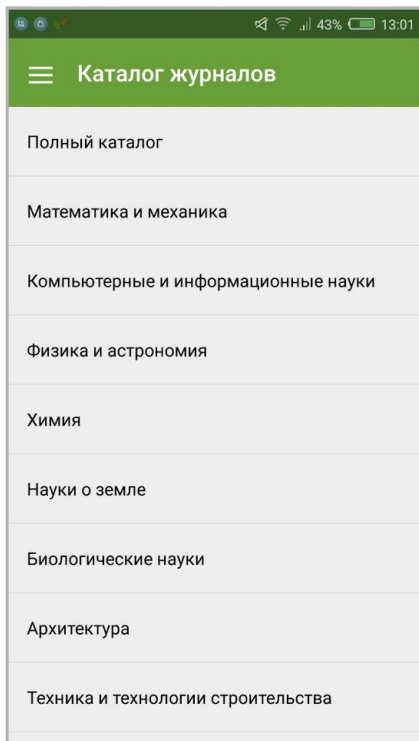 43% 13:01
Каталог журналов
Полный каталог
Математика и механика
Компьютерные и информационные науки
Физика и астрономия
Химия
Науки о земле
Биологические науки
Архитектура
Техника и технологии строительства